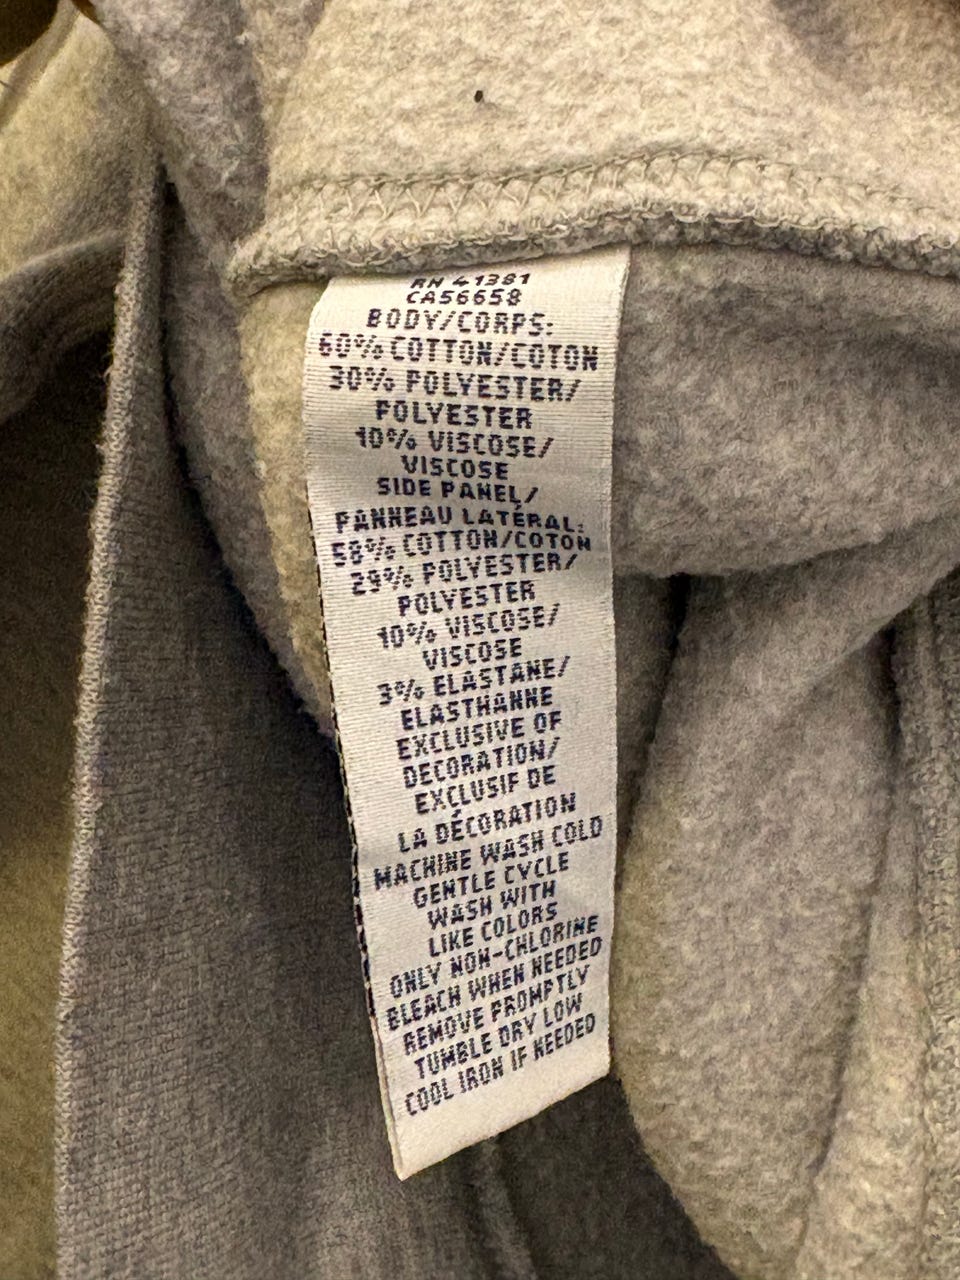 RN 41381
CA56658
BODY/CORPS:
60% COTTON/COTON
30% POLYESTER/
POLYESTER
10% VISCOSE/
VISCOSE
SIDE PANEL/
PANNEAU LATÉRAL:
58% COTTON/COTON
29% POLYESTER/
POLYESTER
10% VISCOSE/
VISCOSE
3% ELASTANE/
ELASTHANNE
EXCLUSIVE OF
DECORATION/
EXCLUSIF DE
LA DÉCORATION
MACHINE WASH COLD
GENTLE CYCLE
WASH WITH
LIKE COLORS
ONLY NON-CHLORINE
BLEACH WHEN NEEDED
REMOVE PROMPTLY
TUMBLE DRY LOW
COOL IRON IF NEEDED